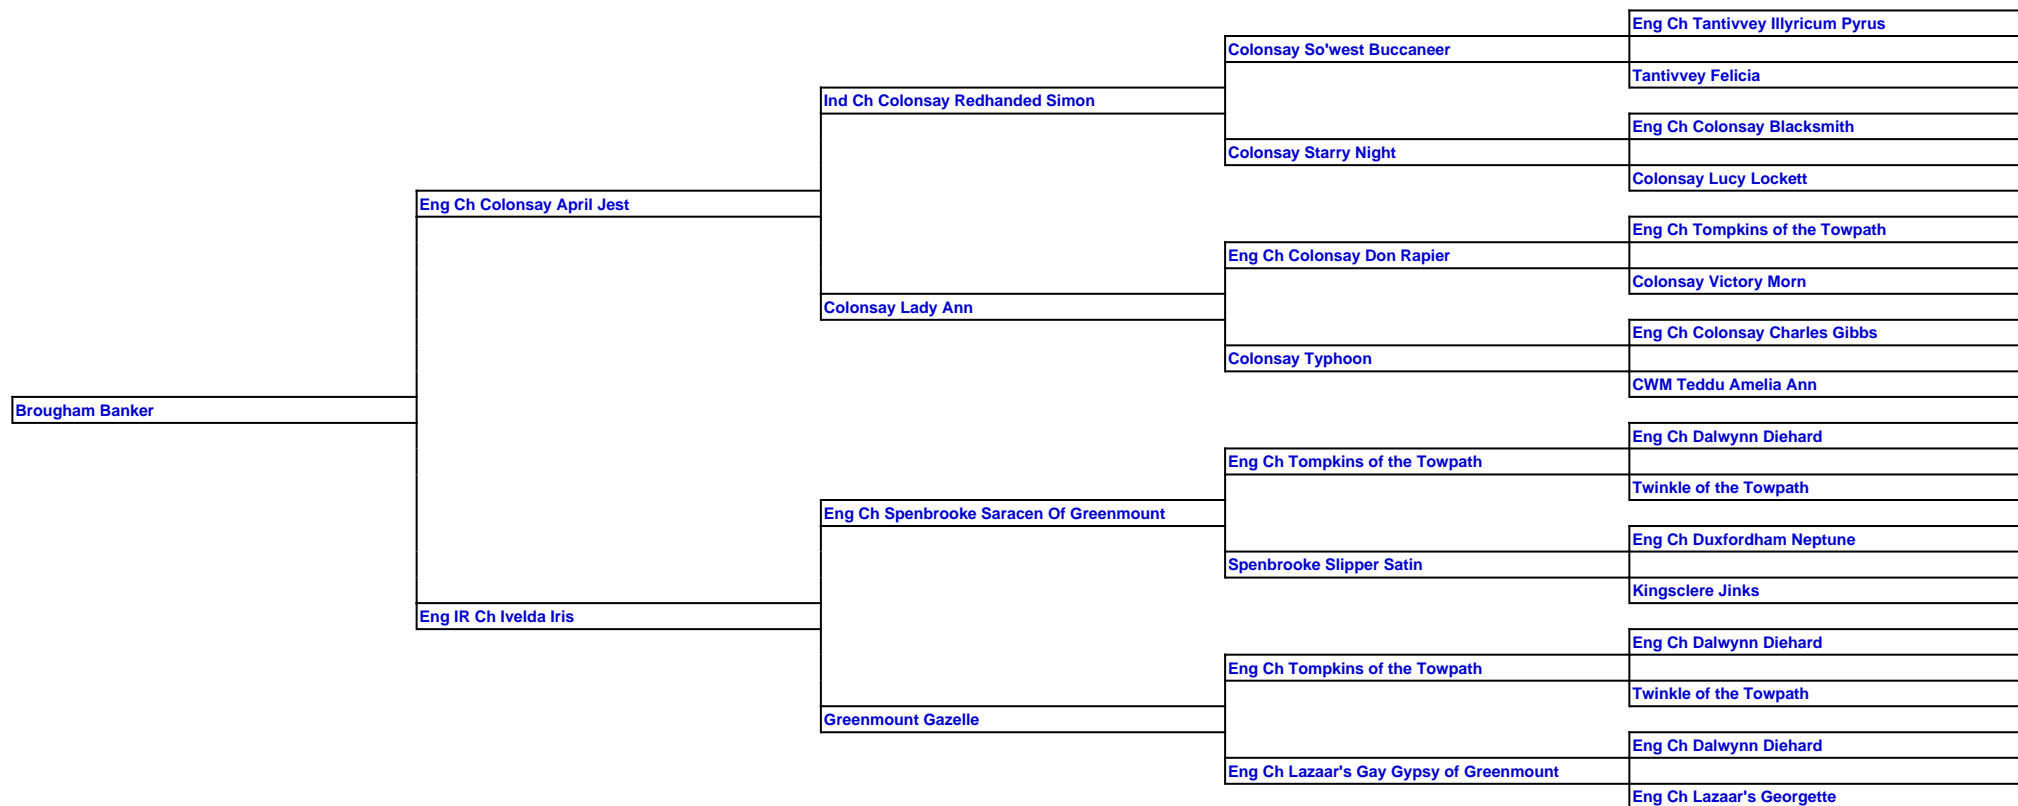 Eng Ch Tantivvey Illyricum Pyrus
Colonsay So'west Buccaneer
Tantivvey Felicia
Ind Ch Colonsay Redhanded Simon
Eng Ch Colonsay Blacksmith
Colonsay Starry Night
Colonsay Lucy Lockett
Eng Ch Colonsay April Jest
Eng Ch Tompkins of the Towpath
Eng Ch Colonsay Don Rapier
Colonsay Victory Morn
Colonsay Lady Ann
Eng Ch Colonsay Charles Gibbs
Colonsay Typhoon
CWM Teddu Amelia Ann
Brougham Banker
Eng Ch Dalwynn Diehard
Eng Ch Tompkins of the Towpath
Twinkle of the Towpath
Eng Ch Spenbrooke Saracen Of Greenmount
Eng Ch Duxfordham Neptune
Spenbrooke Slipper Satin
Kingsclere Jinks
Eng IR Ch Ivelda Iris
Eng Ch Dalwynn Diehard
Eng Ch Tompkins of the Towpath
Twinkle of the Towpath
Greenmount Gazelle
Eng Ch Dalwynn Diehard
Eng Ch Lazaar's Gay Gypsy of Greenmount
Eng Ch Lazaar's Georgette